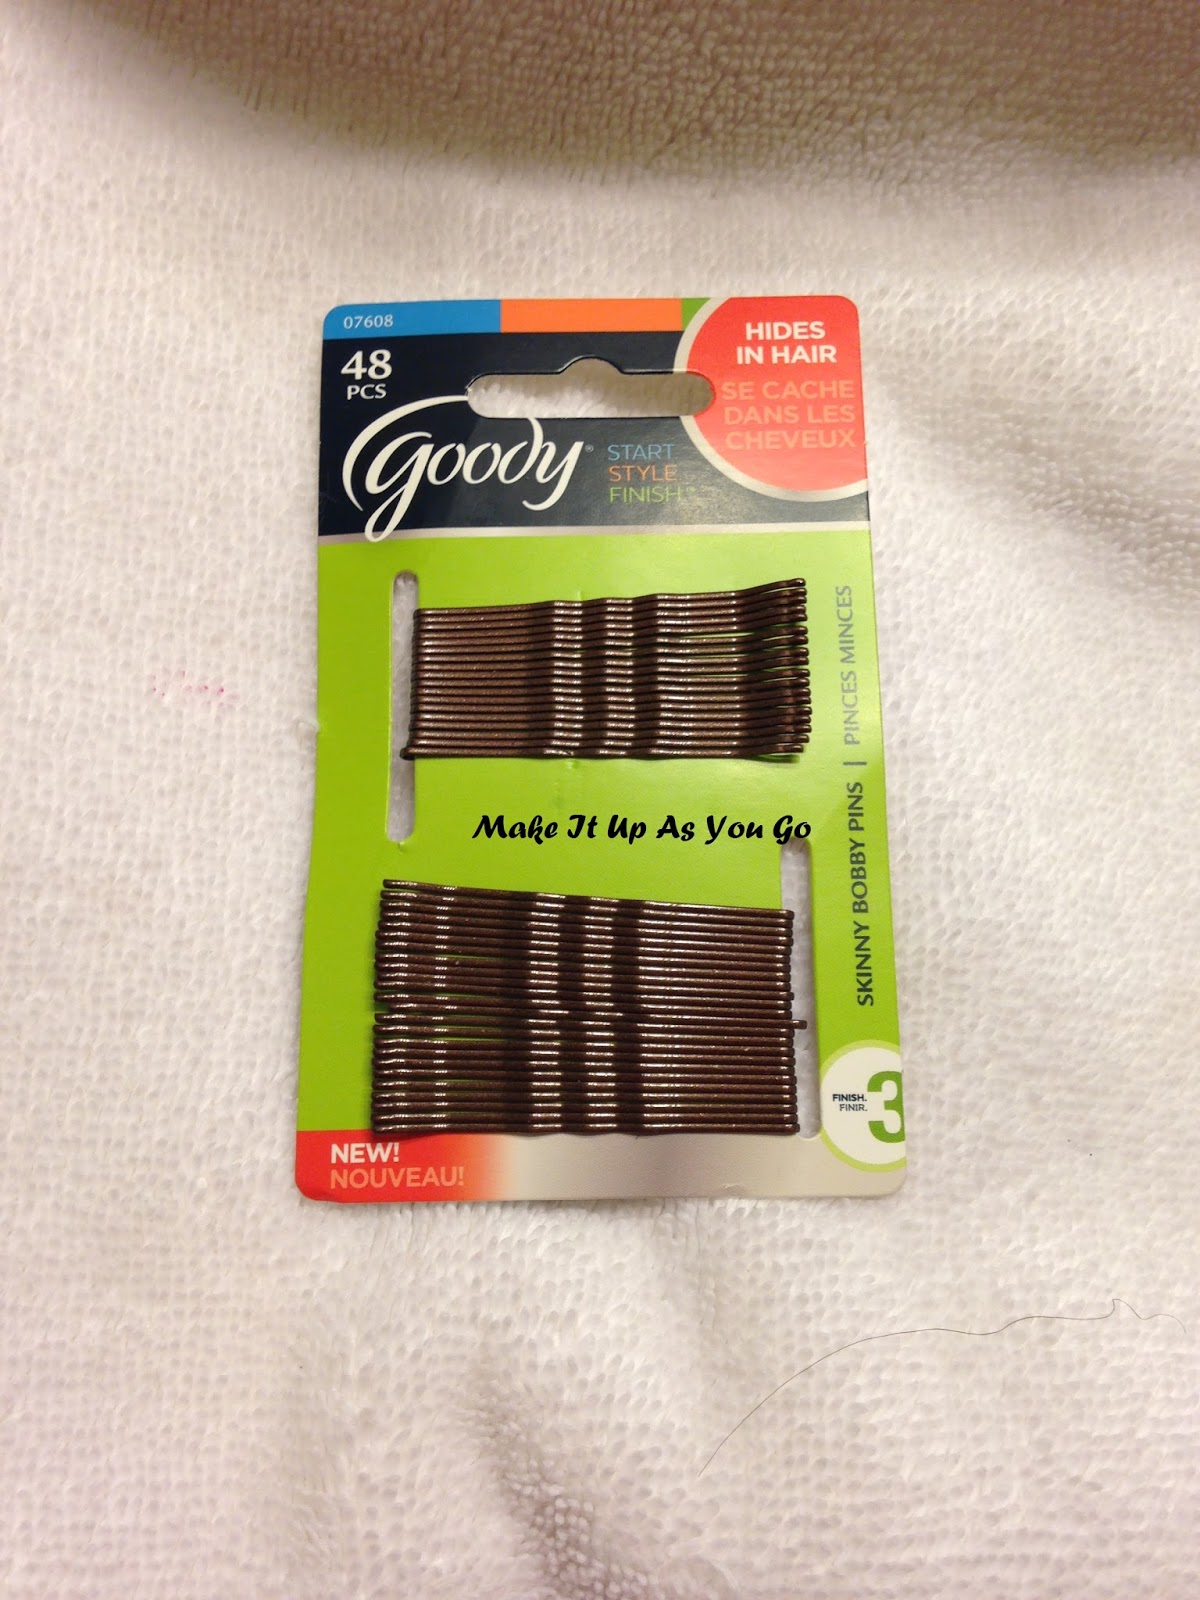 07608
48
PCS
goody®
START
STYLE
FINISH™
HIDES
IN HAIR
SE CACHE
DANS LES
CHEVEUX
SKINNY BOBBY PINS | PINCES MINCES
Make It Up As You Go
FINISH.
FINIR.
3
NEW!
NOUVEAU!